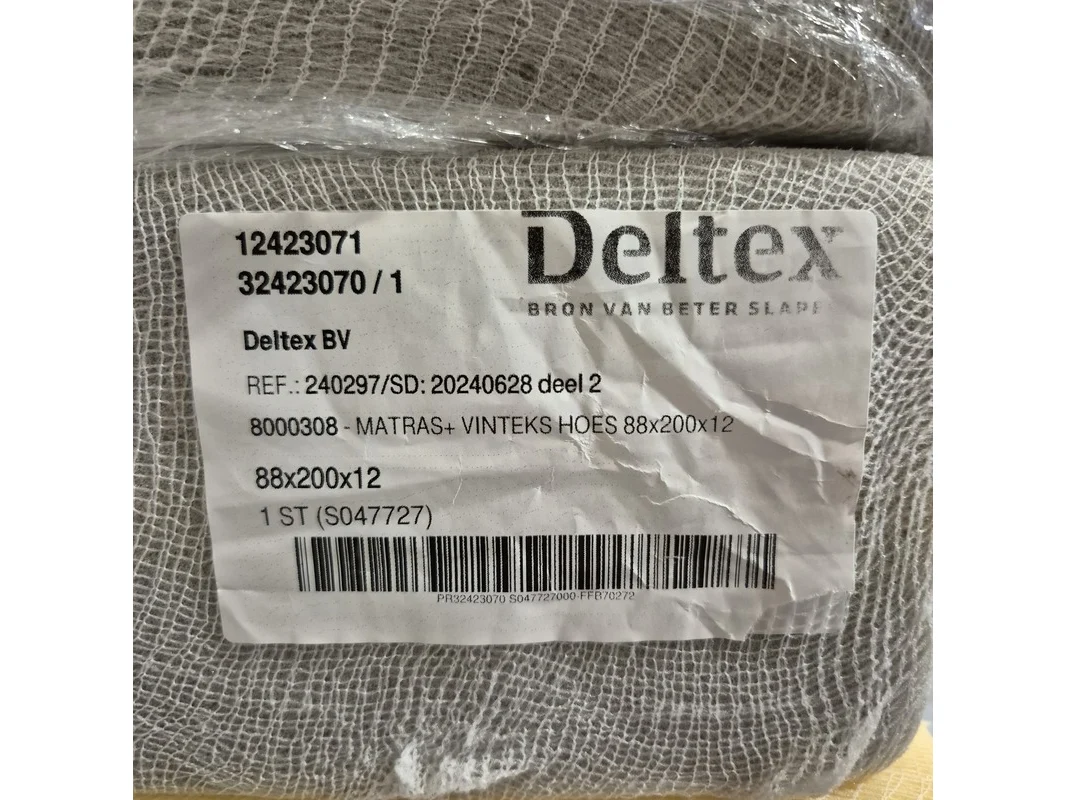 12423071
32423070 / 1
Deltex
BRON VAN BETER
Deltex BV
REF.: 240297/SD: 20240628 deel 2
8000308 - MATRAS+ VINTEKS HOES 88x200x12
88x200x12
1 ST (S047727)
PR32423070 S047727000-FFB70272